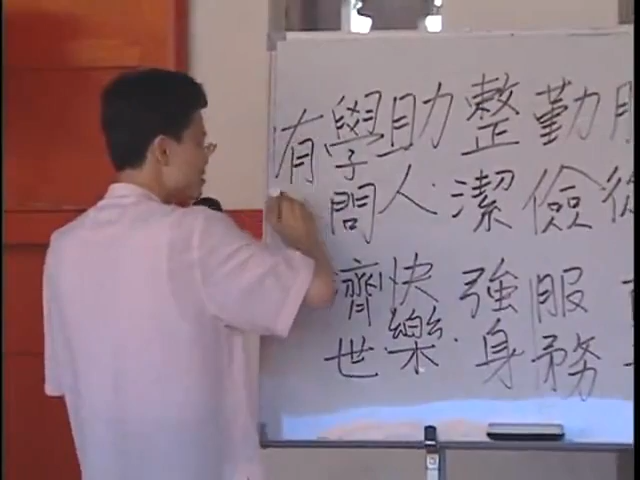 勤儉服務
整潔強身
助人快樂
學問濟世
有